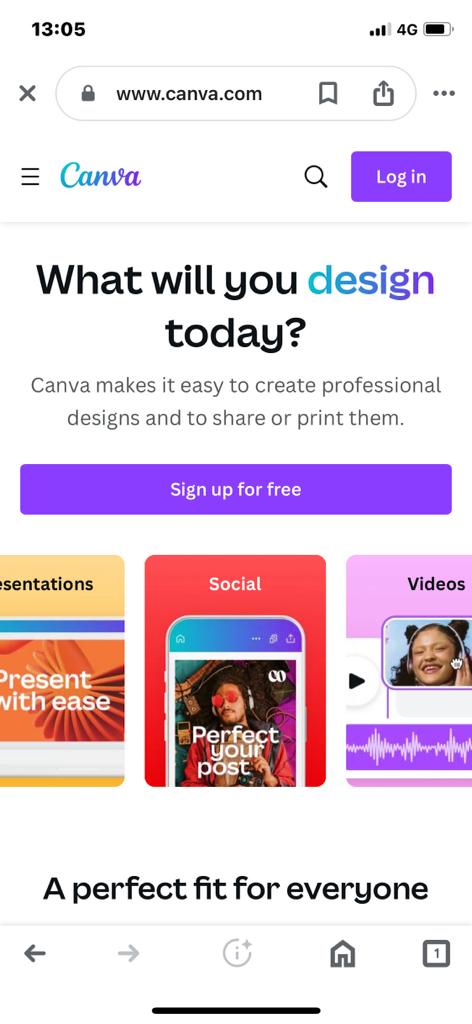 13:05
4G
www.canva.com
Canva
Log in
What will you design
today?
Canva makes it easy to create professional
designs and to share or print them.
Sign up for free
esentations
Social
Videos
Present
with ease
Perfect
your
post
A perfect fit for everyone
1